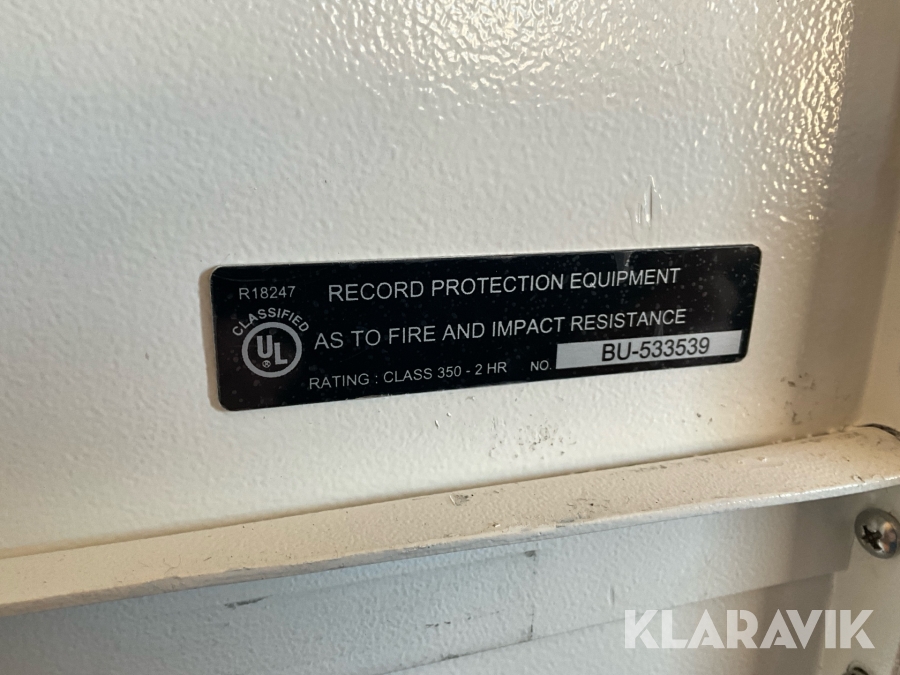 R18247 RECORD PROTECTION EQUIPMENT
CLASSIFIED
UL
®
AS TO FIRE AND IMPACT RESISTANCE
RATING : CLASS 350 - 2 HR NO. BU-533539
KLARAVIK